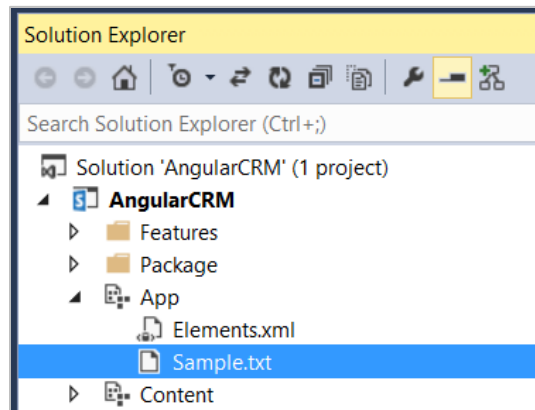 Solution Explorer
Search Solution Explorer (Ctrl+;)
Solution 'AngularCRM' (1 project)
AngularCRM
Features
Package
App
Elements.xml
Sample.txt
Content